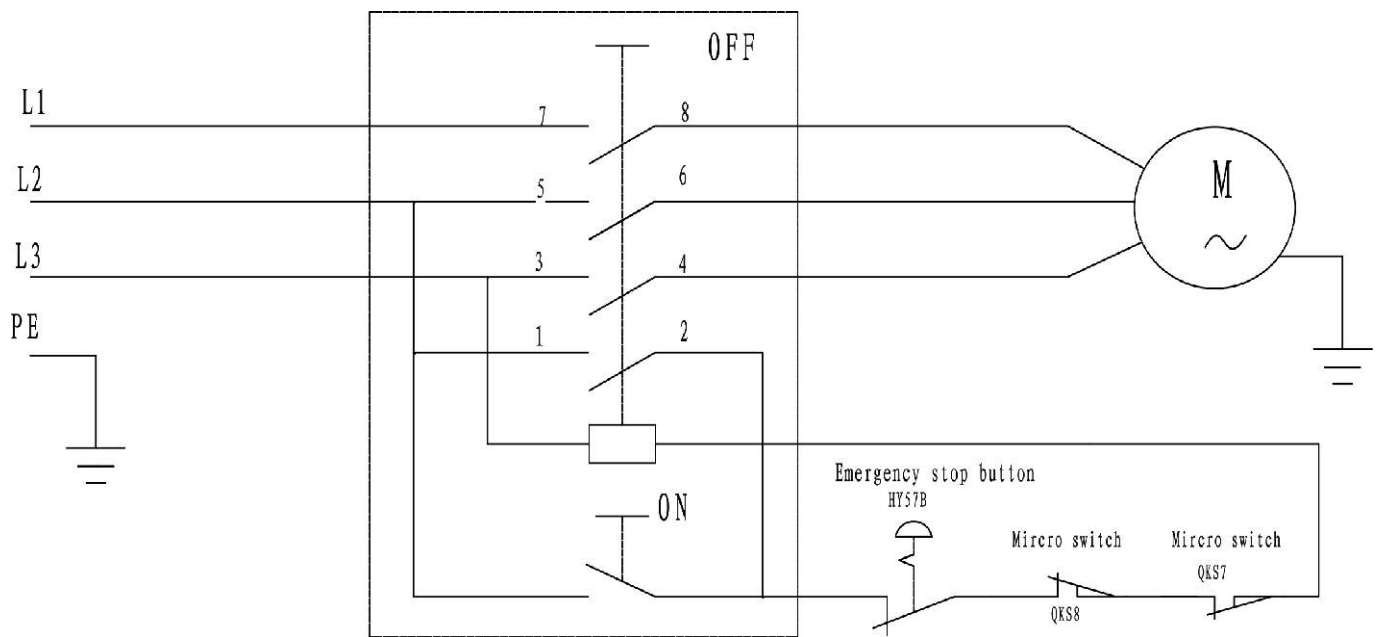 OFF
L1
7
8
L2
5
6
M
L3
3
4
PE
1
2
Emergency stop button
HY57B
ON
Mircro switch
QKS8
Mircro switch
QKS7